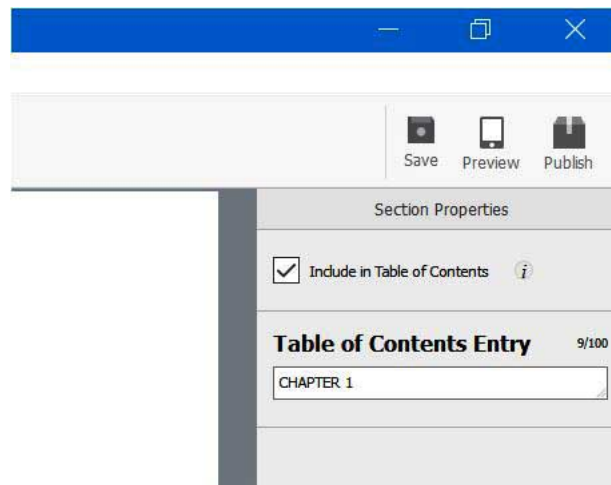 Save Preview Publish
Section Properties
Include in Table of Contents i
Table of Contents Entry 9/100
CHAPTER 1